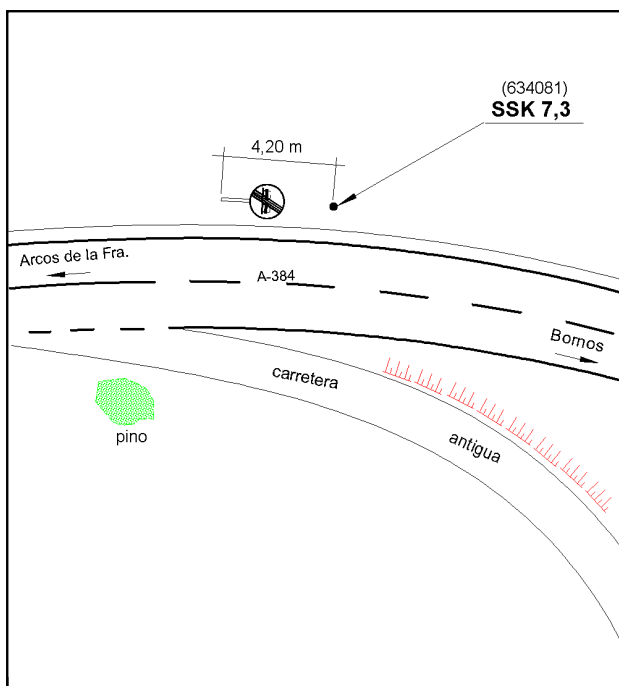 (634081)
SSK 7,3
4,20 m
Arcos de la Fra.
A-384
Bornos
carretera
antigua
pino